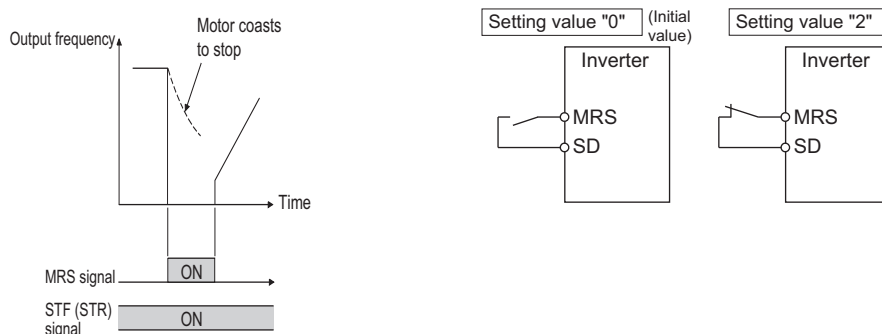 Output frequency
Motor coasts
to stop
Time
MRS signal
ON
STF (STR)
signal
ON
Setting value "0"
(Initial
value)
Inverter
MRS
SD
Setting value "2"
Inverter
MRS
SD